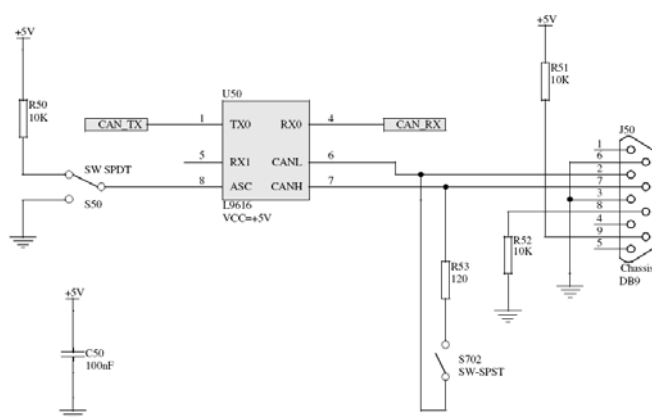 +5V
R50
10K
SW SPDT
S50
CAN_TX
U50
1
TX0
RX0
4
CAN_RX
5
RX1
CANL
6
8
ASC
CANH
7
L9616
VCC=+5V
+5V
C50
100nF
+5V
R51
10K
R52
10K
R53
120
S702
SW-SPST
J50
1
6
2
7
3
8
4
9
5
Chassis
DB9